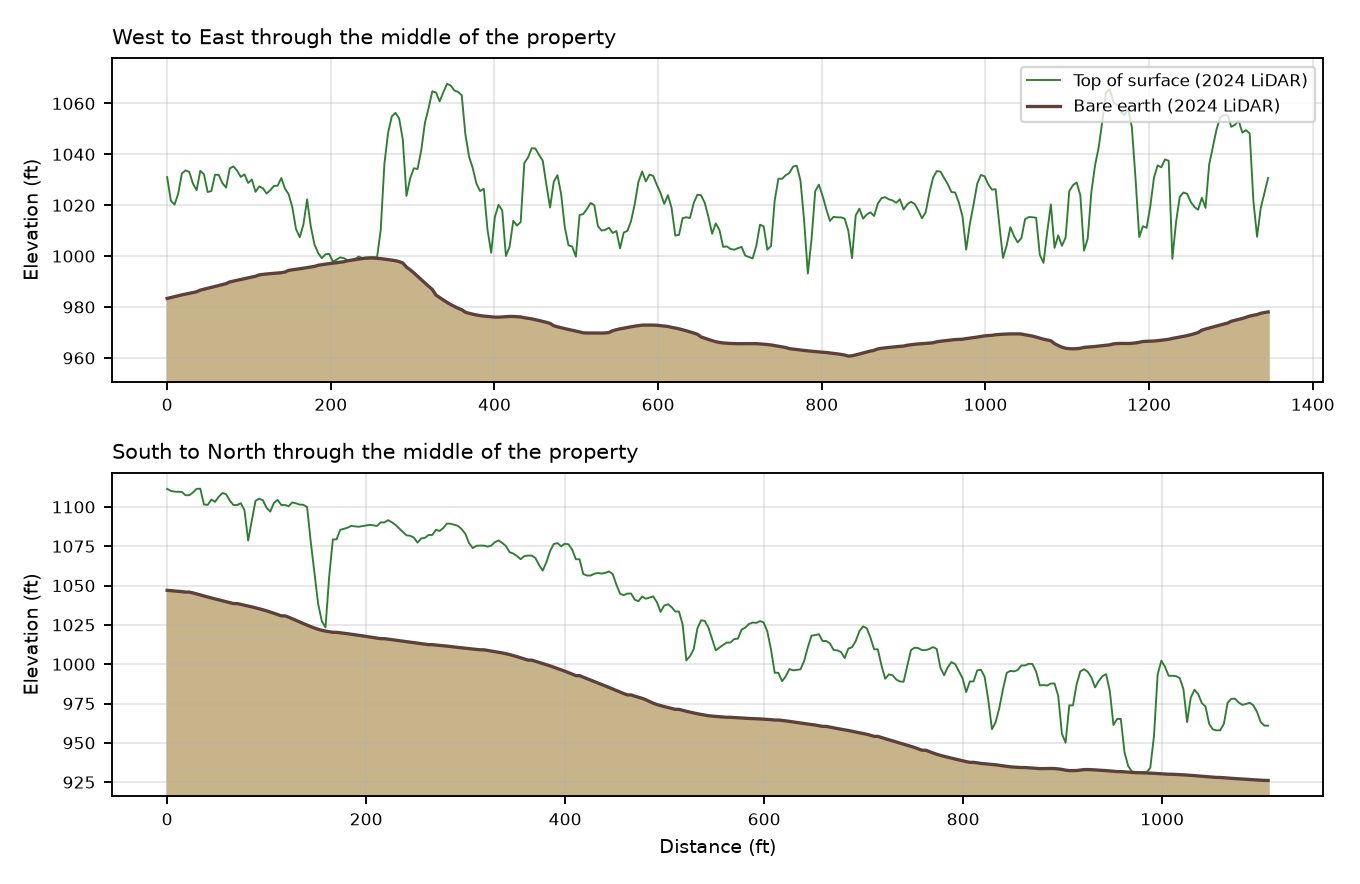 West to East through the middle of the property
Top of surface (2024 LiDAR)
Bare earth (2024 LiDAR)
Elevation (ft)
1060
1040
1020
1000
980
960
0 200 400 600 800 1000 1200 1400
South to North through the middle of the property
Elevation (ft)
1100
1075
1050
1025
1000
975
950
925
0 200 400 600 800 1000
Distance (ft)